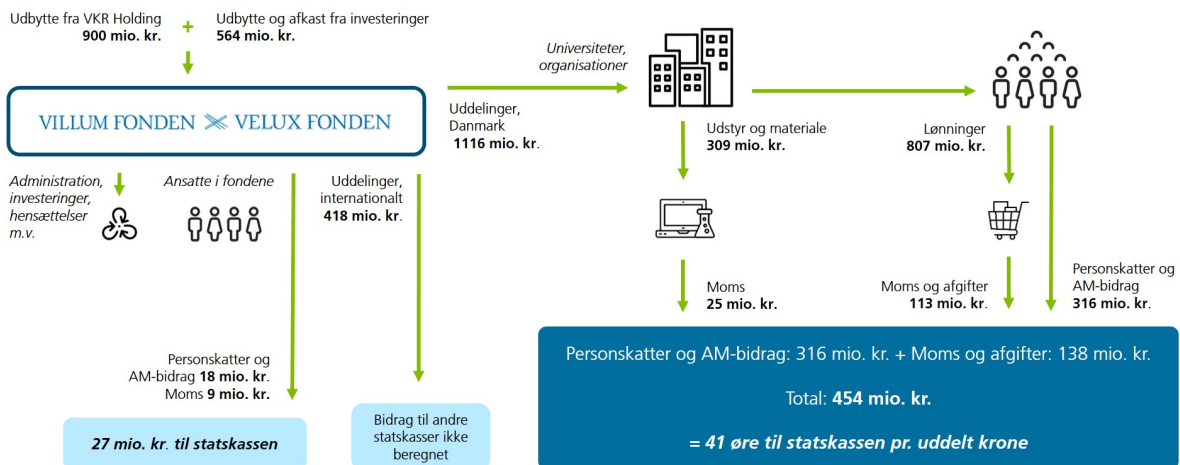 Udbytte fra VKR Holding
900 mio. kr.
+
Udbytte og afkast fra investeringer
564 mio. kr.
VILLUM FONDEN VELUX FONDEN
Universiteter,
organisationer
Uddelinger,
Danmark
1116 mio. kr.
Udstyr og materiale
309 mio. kr.
Lønninger
807 mio. kr.
Administration,
investeringer,
hensættelser
m.v.
Ansatte i fondene
Uddelinger,
internationalt
418 mio. kr.
Moms
25 mio. kr.
Moms og afgifter
113 mio. kr.
Personskatter og
AM-bidrag
316 mio. kr.
Personskatter og
AM-bidrag 18 mio. kr.
Moms 9 mio. kr.
27 mio. kr. til statskassen
Bidrag til andre
statskasser ikke
beregnet
Personskatter og AM-bidrag: 316 mio. kr. + Moms og afgifter: 138 mio. kr.
Total: 454 mio. kr.
= 41 øre til statskassen pr. uddelt krone